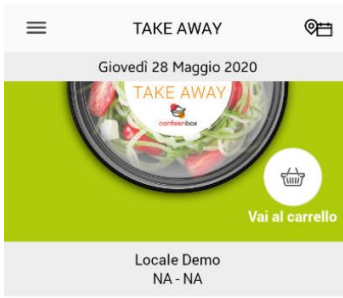 TAKE AWAY
Giovedì 28 Maggio 2020
TAKE AWAY
canteenbox
Vai al carrello
Locale Demo
NA - NA